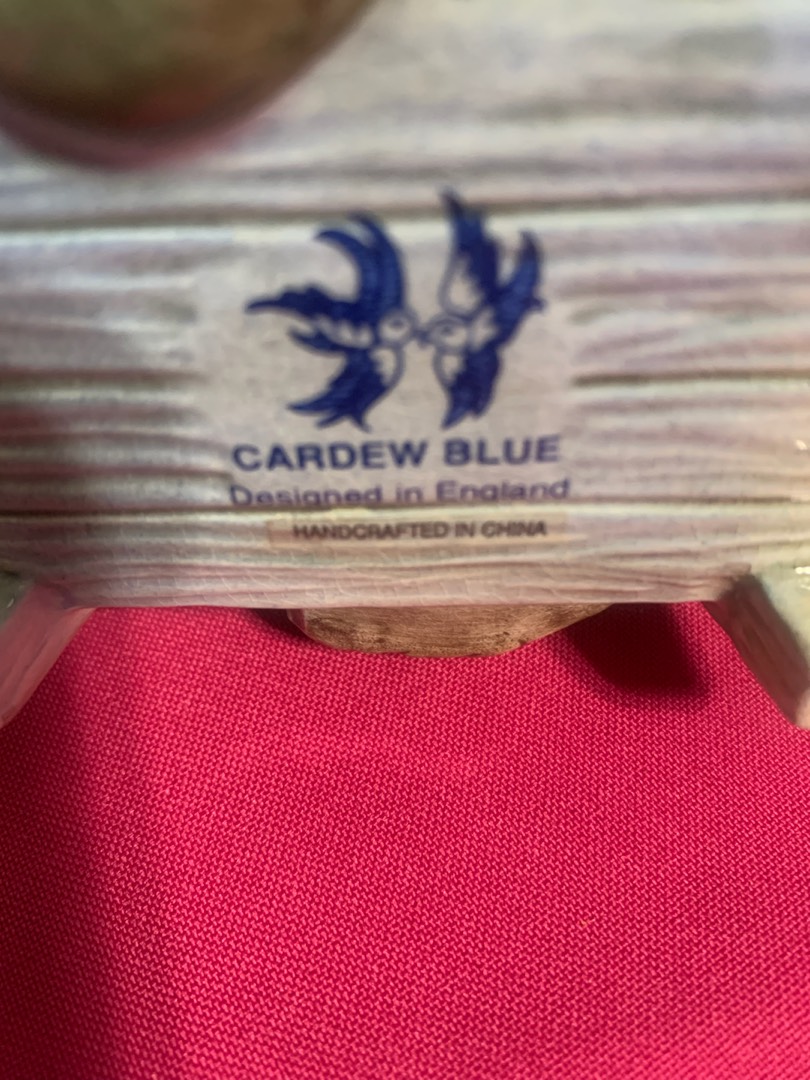 CARDEW BLUE
Designed in England
HANDCRAFTED IN CHINA